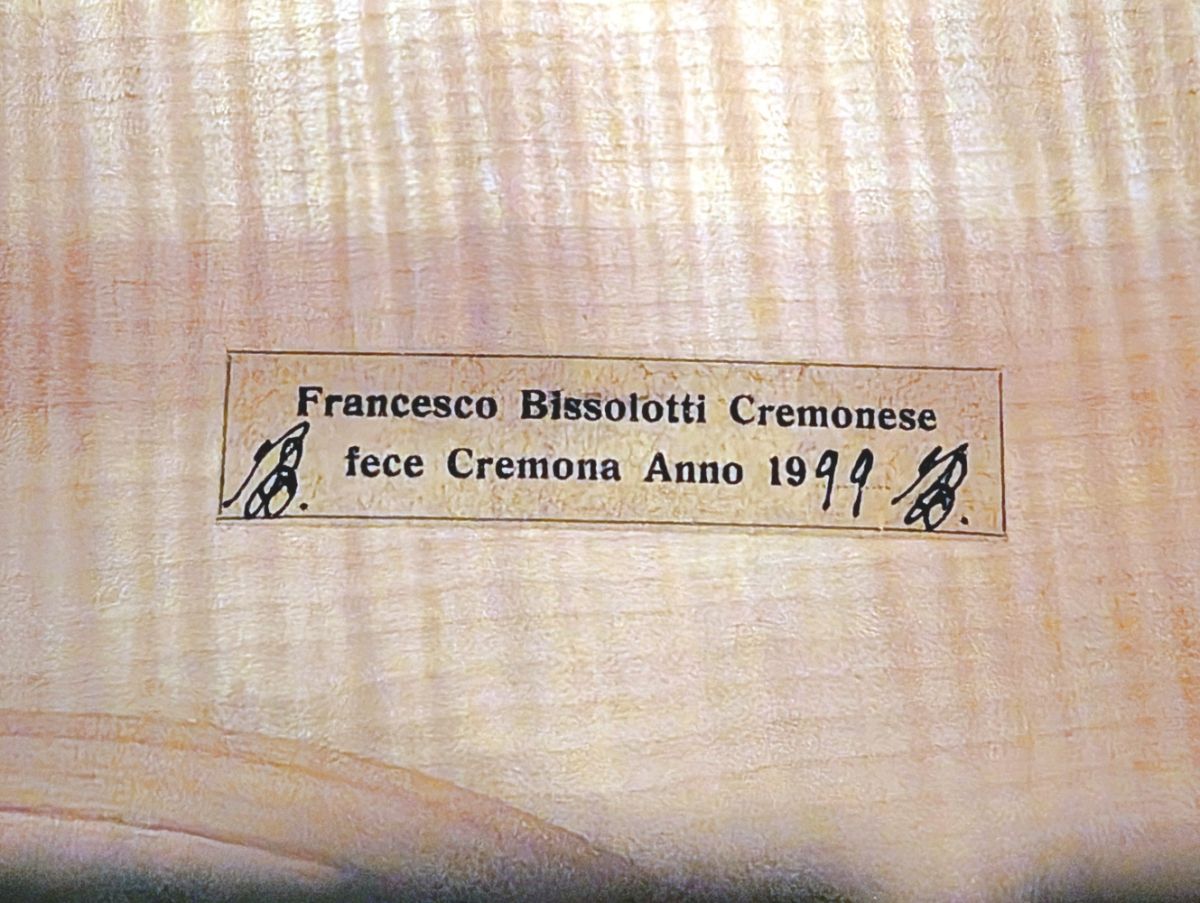 Francesco Bissolotti Cremonese
fece Cremona Anno 1999